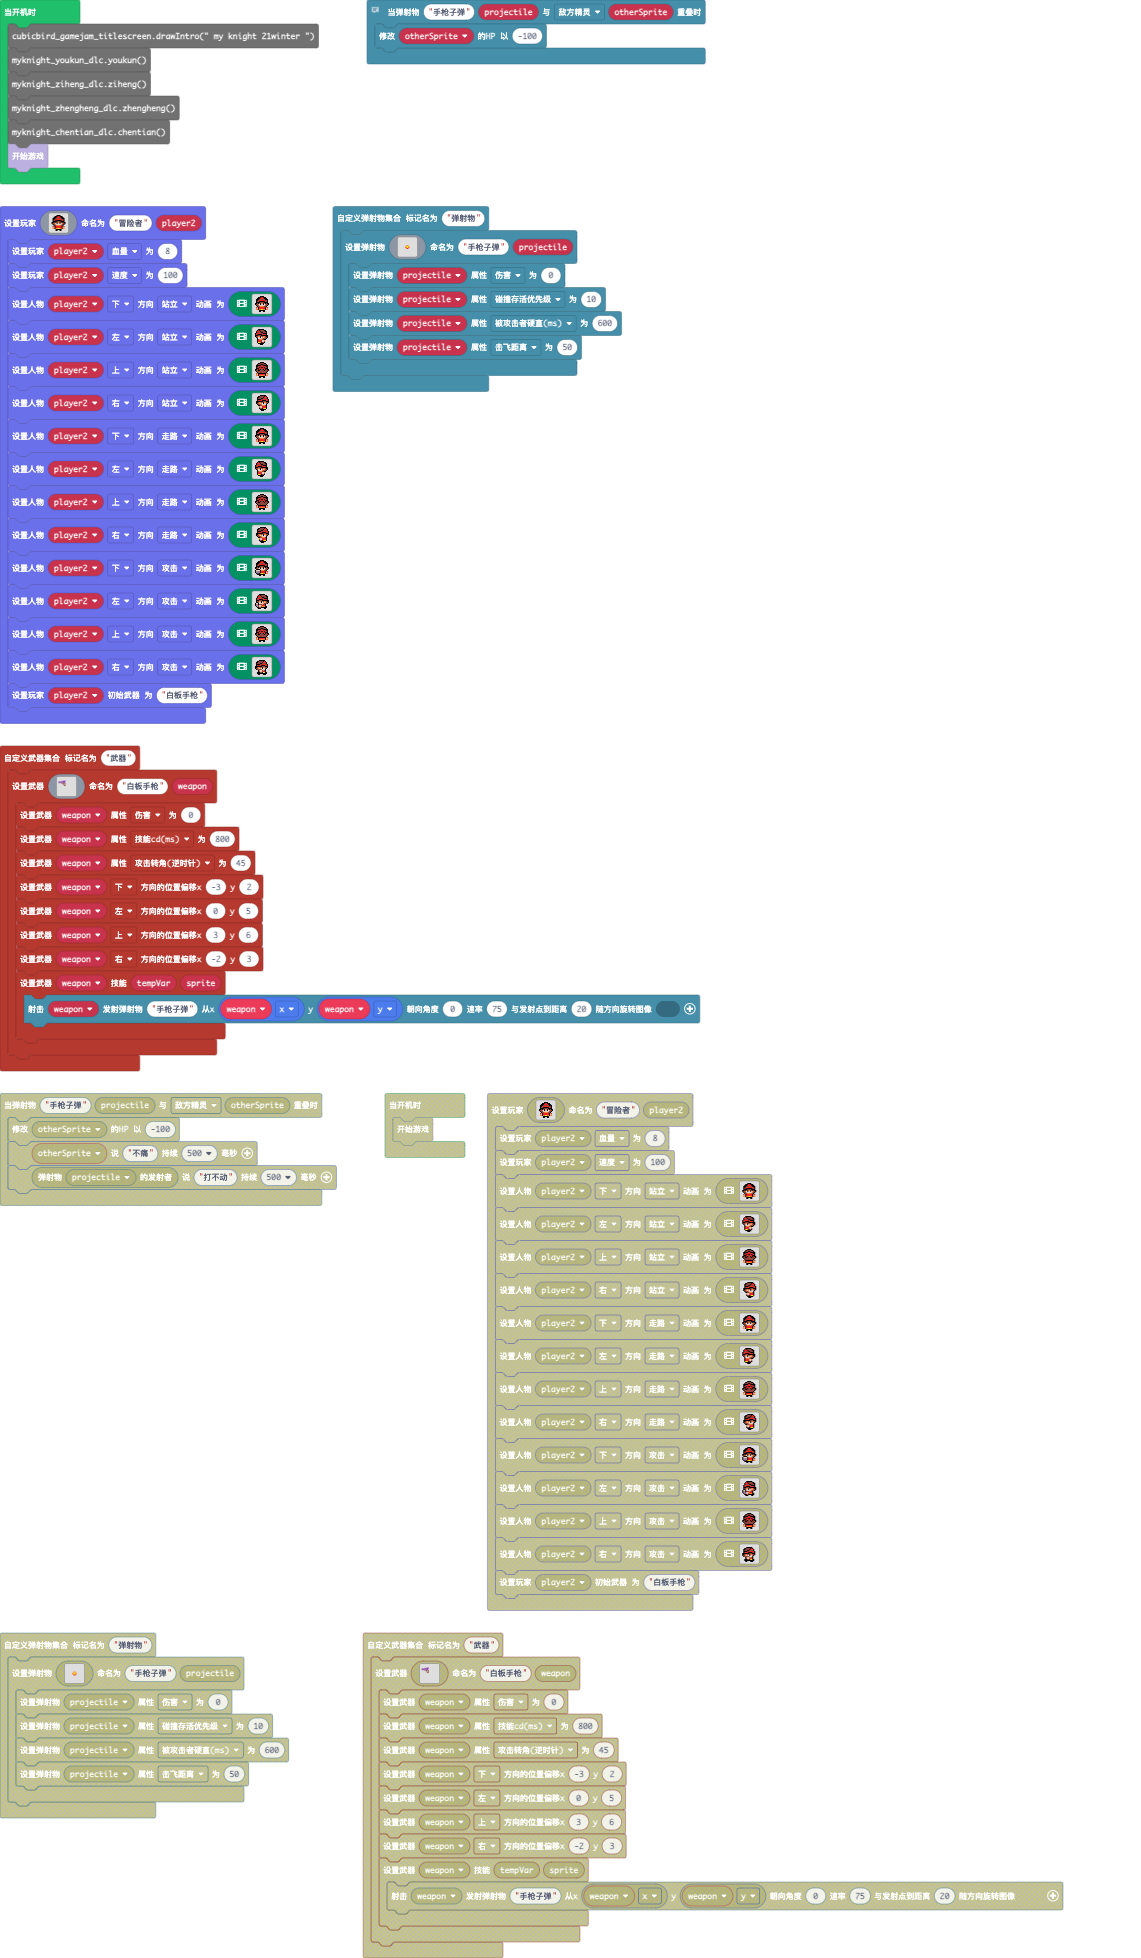 当开机时
cubicbird_gamejam_titlescreen.drawIntro(" my knight 21winter ")
myknight_youkun_dlc.youkun()
myknight_ziheng_dlc.ziheng()
myknight_zhengheng_dlc.zhengheng()
myknight_chentian_dlc.chentian()
开始游戏
当弹射物 "手枪子弹" projectile 与 敌方精灵 otherSprite 重叠时
修改 otherSprite 的HP 以 -100
设置玩家 命名为 "冒险者" player2
设置玩家 player2 血量 为 8
设置玩家 player2 速度 为 100
设置人物 player2 下 方向 站立 动画 为
设置人物 player2 左 方向 站立 动画 为
设置人物 player2 上 方向 站立 动画 为
设置人物 player2 右 方向 站立 动画 为
设置人物 player2 下 方向 走路 动画 为
设置人物 player2 左 方向 走路 动画 为
设置人物 player2 上 方向 走路 动画 为
设置人物 player2 右 方向 走路 动画 为
设置人物 player2 下 方向 攻击 动画 为
设置人物 player2 左 方向 攻击 动画 为
设置人物 player2 上 方向 攻击 动画 为
设置人物 player2 右 方向 攻击 动画 为
设置玩家 player2 初始武器 为 "白板手枪"
自定义弹射物集合 标记名为 "弹射物"
设置弹射物 命名为 "手枪子弹" projectile
设置弹射物 projectile 属性 伤害 为 0
设置弹射物 projectile 属性 碰撞存活优先级 为 10
设置弹射物 projectile 属性 被攻击者硬直(ms) 为 600
设置弹射物 projectile 属性 击飞距离 为 50
自定义武器集合 标记名为 "武器"
设置武器 命名为 "白板手枪" weapon
设置武器 weapon 属性 伤害 为 0
设置武器 weapon 属性 技能cd(ms) 为 800
设置武器 weapon 属性 攻击转角(逆时针) 为 45
设置武器 weapon 下 方向的位置偏移x -3 y 2
设置武器 weapon 左 方向的位置偏移x 0 y 5
设置武器 weapon 上 方向的位置偏移x 3 y 6
设置武器 weapon 右 方向的位置偏移x -2 y 3
设置武器 weapon 技能 tempVar sprite
射击 weapon 发射弹射物 "手枪子弹" 从x weapon x y weapon y 朝向角度 0 速率 75 与发射点到距离 20 随方向旋转图像
当弹射物 "手枪子弹" projectile 与 敌方精灵 otherSprite 重叠时
修改 otherSprite 的HP 以 -100
otherSprite 说 "不痛" 持续 500 毫秒
弹射物 projectile 的发射者 说 "打不动" 持续 500 毫秒
当开机时
开始游戏
设置玩家 命名为 "冒险者" player2
设置玩家 player2 血量 为 8
设置玩家 player2 速度 为 100
设置人物 player2 下 方向 站立 动画 为
设置人物 player2 左 方向 站立 动画 为
设置人物 player2 上 方向 站立 动画 为
设置人物 player2 右 方向 站立 动画 为
设置人物 player2 下 方向 走路 动画 为
设置人物 player2 左 方向 走路 动画 为
设置人物 player2 上 方向 走路 动画 为
设置人物 player2 右 方向 走路 动画 为
设置人物 player2 下 方向 攻击 动画 为
设置人物 player2 左 方向 攻击 动画 为
设置人物 player2 上 方向 攻击 动画 为
设置人物 player2 右 方向 攻击 动画 为
设置玩家 player2 初始武器 为 "白板手枪"
自定义弹射物集合 标记名为 "弹射物"
设置弹射物 命名为 "手枪子弹" projectile
设置弹射物 projectile 属性 伤害 为 0
设置弹射物 projectile 属性 碰撞存活优先级 为 10
设置弹射物 projectile 属性 被攻击者硬直(ms) 为 600
设置弹射物 projectile 属性 击飞距离 为 50
自定义武器集合 标记名为 "武器"
设置武器 命名为 "白板手枪" weapon
设置武器 weapon 属性 伤害 为 0
设置武器 weapon 属性 技能cd(ms) 为 800
设置武器 weapon 属性 攻击转角(逆时针) 为 45
设置武器 weapon 下 方向的位置偏移x -3 y 2
设置武器 weapon 左 方向的位置偏移x 0 y 5
设置武器 weapon 上 方向的位置偏移x 3 y 6
设置武器 weapon 右 方向的位置偏移x -2 y 3
设置武器 weapon 技能 tempVar sprite
射击 weapon 发射弹射物 "手枪子弹" 从x weapon x y weapon y 朝向角度 0 速率 75 与发射点到距离 20 随方向旋转图像